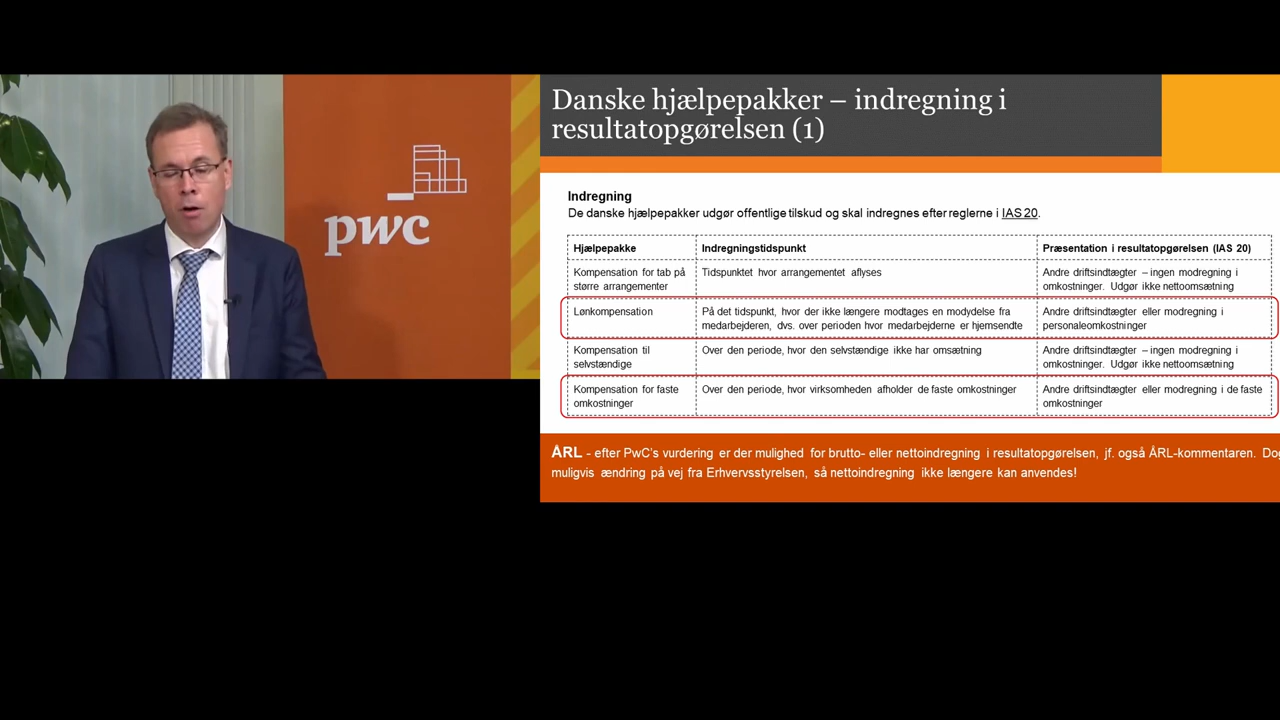 pwc
Danske hjælpepakker – indregning i
resultatopgørelsen (1)
Indregning
De danske hjælpepakker udgør offentlige tilskud og skal indregnes efter reglerne i IAS 20.
Hjælpepakke
Indregningstidspunkt
Præsentation i resultatopgørelsen (IAS 20)
Kompensation for tab på
større arrangementer
Tidspunktet hvor arrangementet aflyses
Andre driftsindtægter – ingen modregning i
omkostninger. Udgør ikke nettoomsætning
Lønkompensation
På det tidspunkt, hvor der ikke længere modtages en modydelse fra
medarbejderen, dvs. over perioden hvor medarbejderne er hjemsendte
Andre driftsindtægter eller modregning i
personaleomkostninger
Kompensation til
selvstændige
Over den periode, hvor den selvstændige ikke har omsætning
Andre driftsindtægter – ingen modregning i
omkostninger. Udgør ikke nettoomsætning
Kompensation for faste
omkostninger
Over den periode, hvor virksomheden afholder de faste omkostninger
Andre driftsindtægter eller modregning i de faste
omkostninger
ÅRL - efter PwC's vurdering er der mulighed for brutto- eller nettoindregning i resultatopgørelsen, jf. også ÅRL-kommentaren.
muligvis ændring på vej fra Erhvervsstyrelsen, så nettoindregning ikke længere kan anvendes!